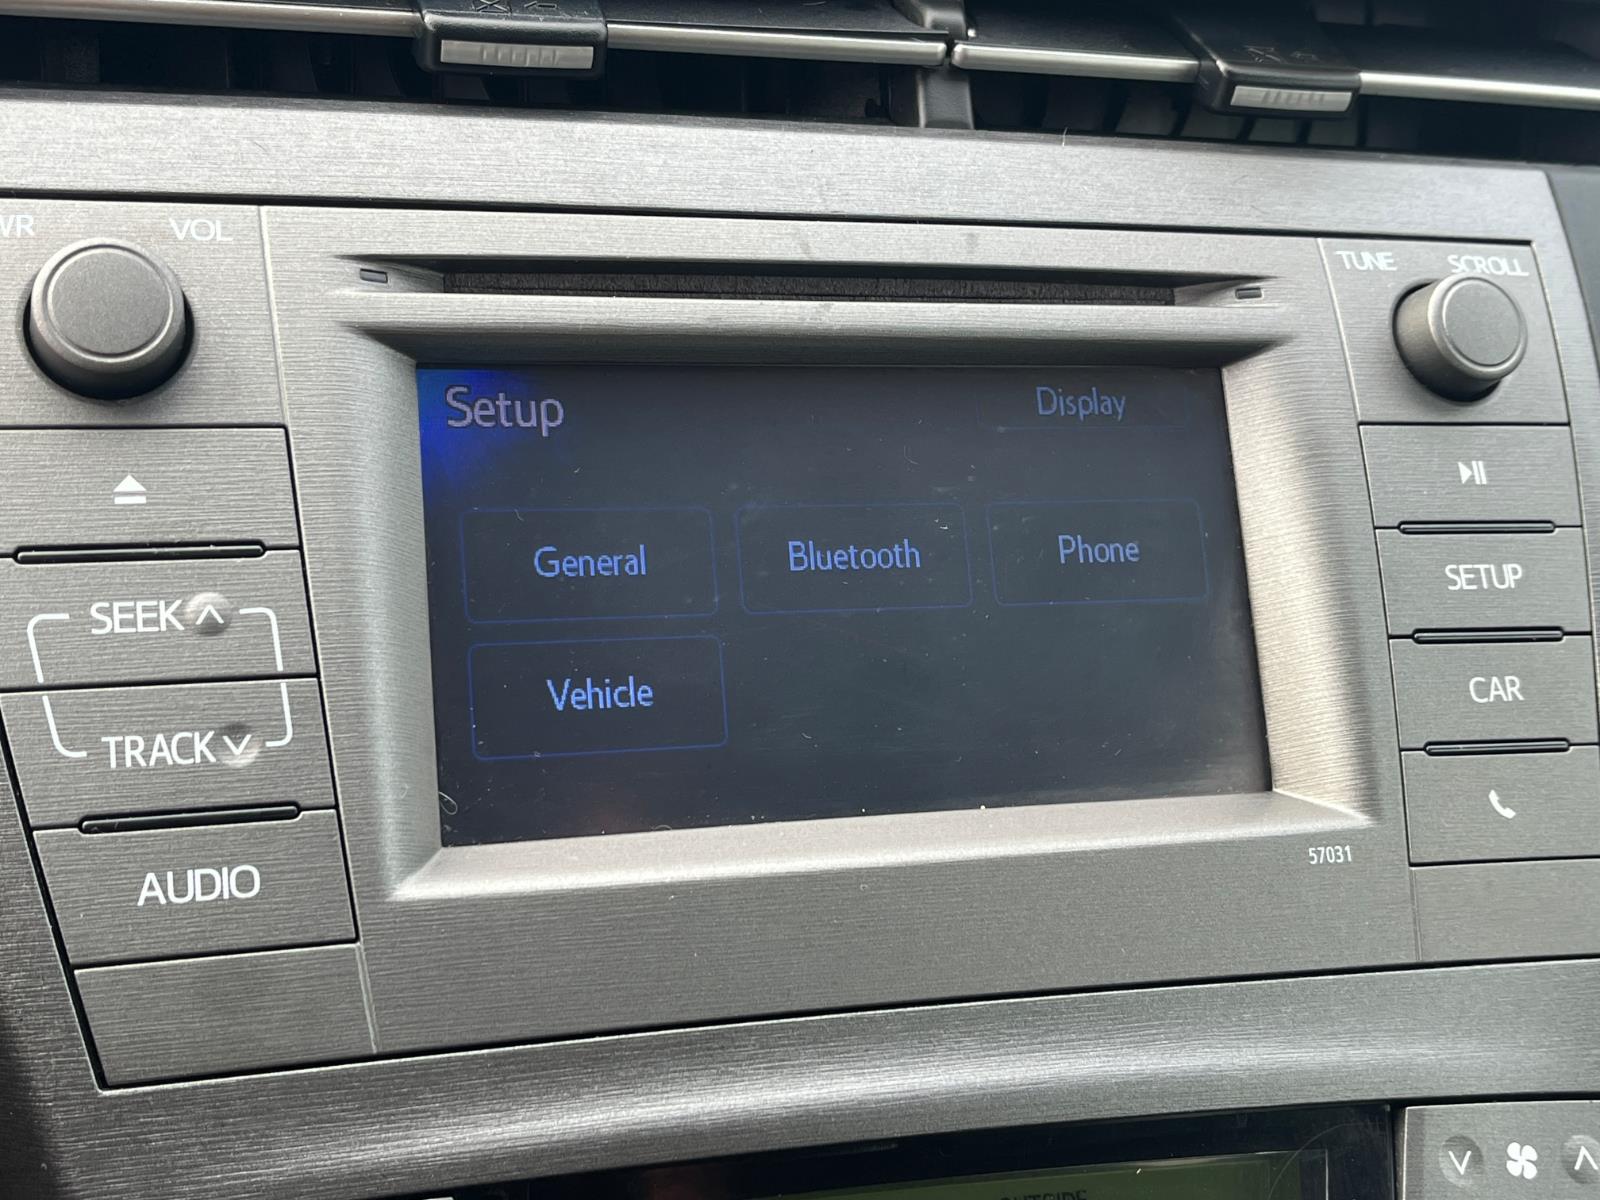 VOL
TUNE SCROLL
Setup
Display
General
Bluetooth
Phone
Vehicle
SEEK
TRACK
AUDIO
SETUP
CAR
57031